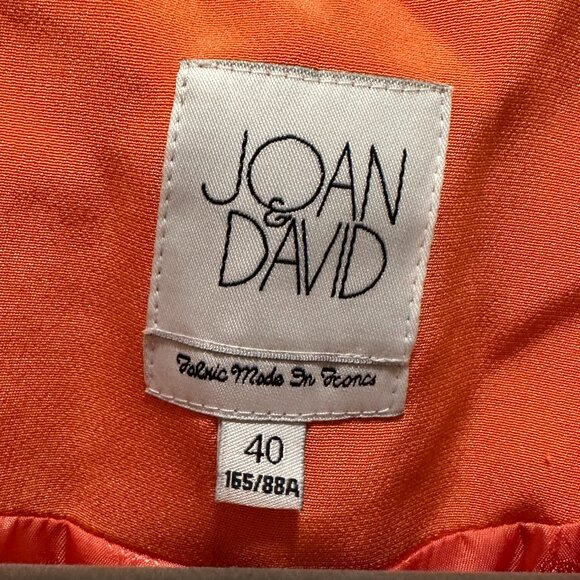 JOAN
&
DAVID
Fabric Made In France
40
165/88A